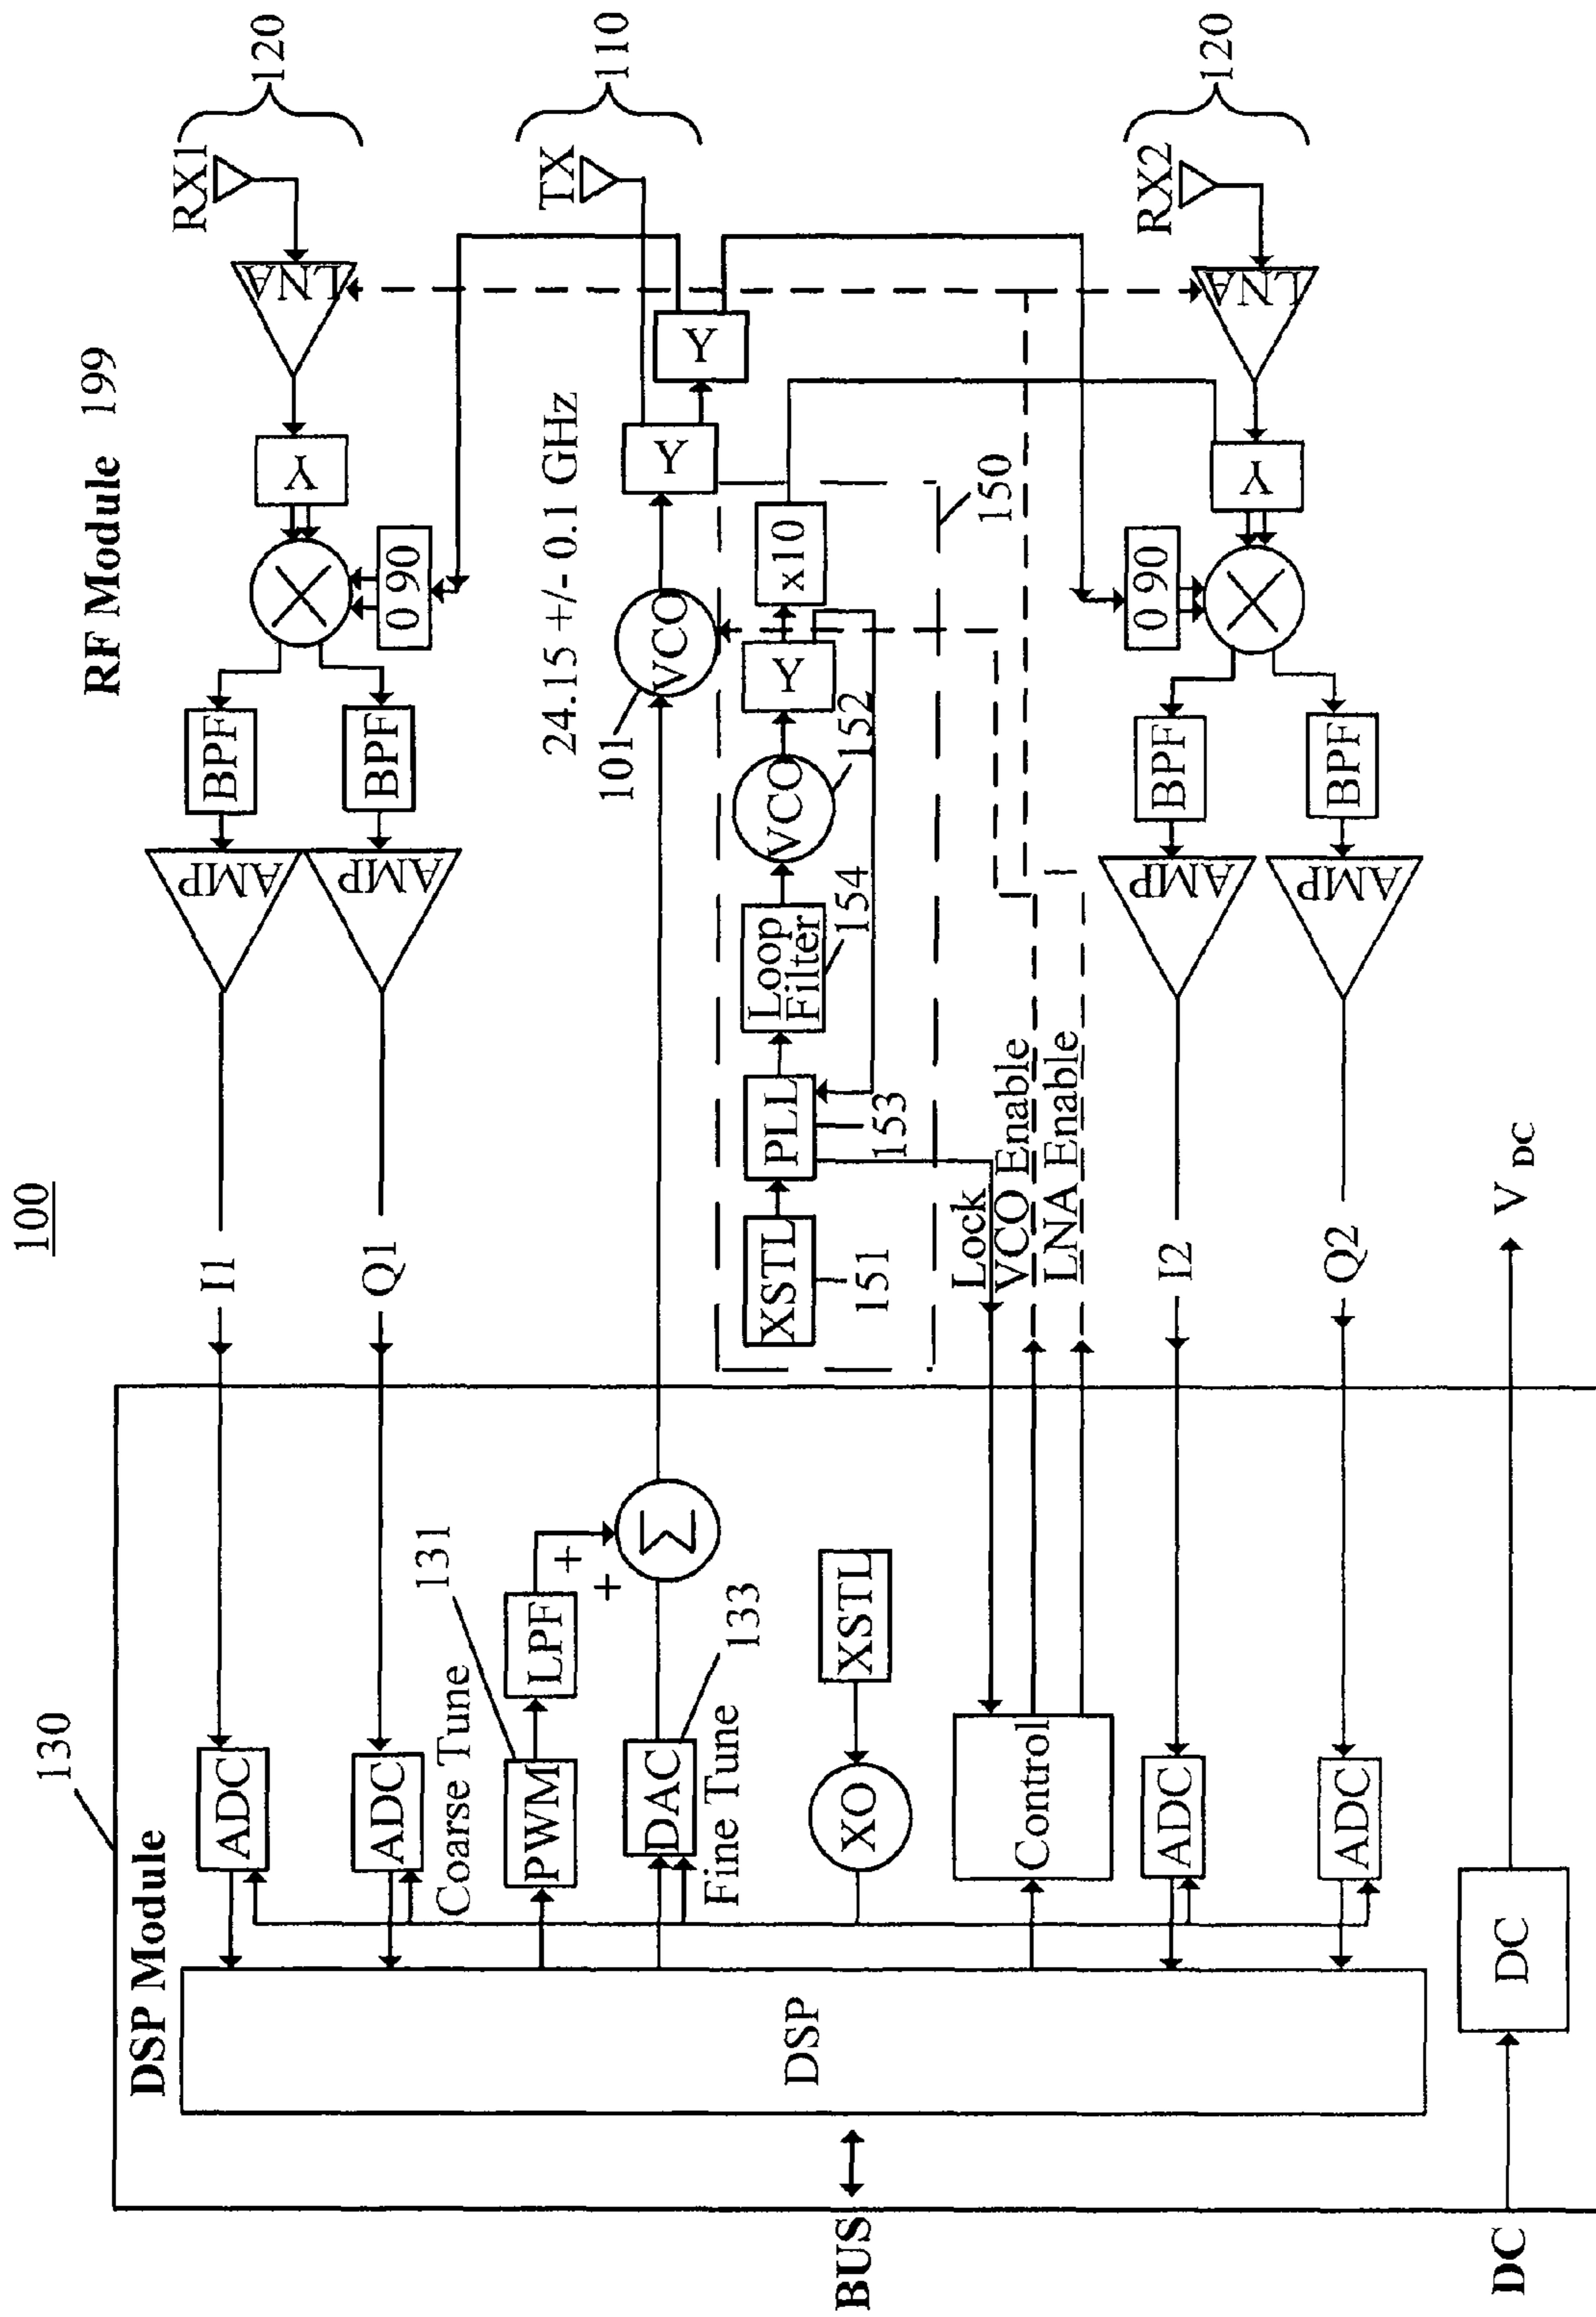 100
RF Module 199
RX1
120
LNA
Y
0 90
BPF
BPF
AMP
AMP
I1
Q1
TX
110
24.15 +/- 0.1 GHz
101
VCO
Y
Y
x10
Y
VCO
152
Loop
Filter
154
PLL
153
XSTL
151
150
Lock
VCO Enable
LNA Enable
RX2
120
LNA
Y
0 90
BPF
BPF
AMP
AMP
I2
Q2
V DC
130
DSP Module
ADC
ADC
Coarse Tune
PWM
131
LPF
+
+
Σ
DAC
133
Fine Tune
XSTL
XO
Control
ADC
ADC
DSP
DC
BUS
DC